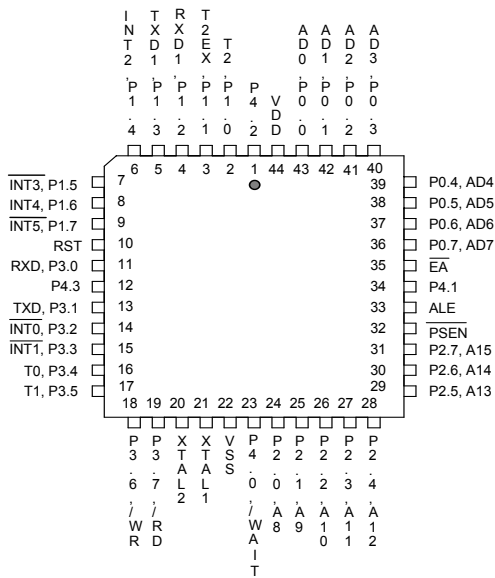 INT2,P1.4
TXD1,P1.3
RXD1,P1.2
T2EX,P1.1
T2,P1.0
P4.2
VDD
AD0,P0.0
AD1,P0.1
AD2,P0.2
AD3,P0.3
6 5 4 3 2 1 44 43 42 41 40
INT3, P1.5 7 39 P0.4, AD4
INT4, P1.6 8 38 P0.5, AD5
INT5, P1.7 9 37 P0.6, AD6
RST 10 36 P0.7, AD7
RXD, P3.0 11 35 EA
P4.3 12 34 P4.1
TXD, P3.1 13 33 ALE
INT0, P3.2 14 32 PSEN
INT1, P3.3 15 31 P2.7, A15
T0, P3.4 16 30 P2.6, A14
T1, P3.5 17 29 P2.5, A13
18 19 20 21 22 23 24 25 26 27 28
P3.6,/WR
P3.7,/RD
XTAL2
XTAL1
VSS
P4.0,/WAIT
P2.0,A8
P2.1,A9
P2.2,A10
P2.3,A11
P2.4,A12